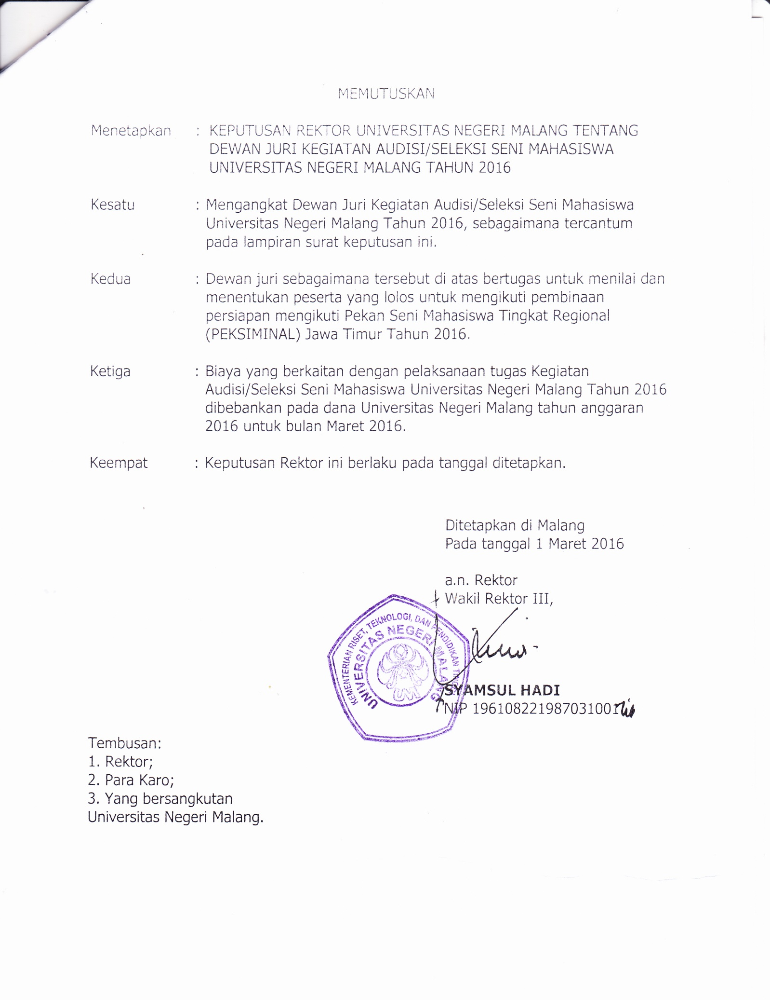 MEMUTUSKAN
Menetapkan : KEPUTUSAN REKTOR UNIVERSITAS NEGERI MALANG TENTANG
DEWAN JURI KEGIATAN AUDISI/SELEKSI SENI MAHASISWA
UNIVERSITAS NEGERI MALANG TAHUN 2016
Kesatu : Mengangkat Dewan Juri Kegiatan Audisi/Seleksi Seni Mahasiswa
Universitas Negeri Malang Tahun 2016, sebagaimana tercantum
pada lampiran surat keputusan ini.
Kedua : Dewan juri sebagaimana tersebut di atas bertugas untuk menilai dan
menentukan peserta yang lolos untuk mengikuti pembinaan
persiapan mengikuti Pekan Seni Mahasiswa Tingkat Regional
(PEKSIMINAL) Jawa Timur Tahun 2016.
Ketiga : Biaya yang berkaitan dengan pelaksanaan tugas Kegiatan
Audisi/Seleksi Seni Mahasiswa Universitas Negeri Malang Tahun 2016
dibebankan pada dana Universitas Negeri Malang tahun anggaran
2016 untuk bulan Maret 2016.
Keempat : Keputusan Rektor ini berlaku pada tanggal ditetapkan.
Ditetapkan di Malang
Pada tanggal 1 Maret 2016
a.n. Rektor
Wakil Rektor III,
KEMENTERIAN RISET, TEKNOLOGI, DAN PENDIDIKAN
UNIVERSITAS NEGERI MALANG
UM
SYAMSUL HADI
NIP 196108221987031001
Tembusan:
1. Rektor;
2. Para Karo;
3. Yang bersangkutan
Universitas Negeri Malang.